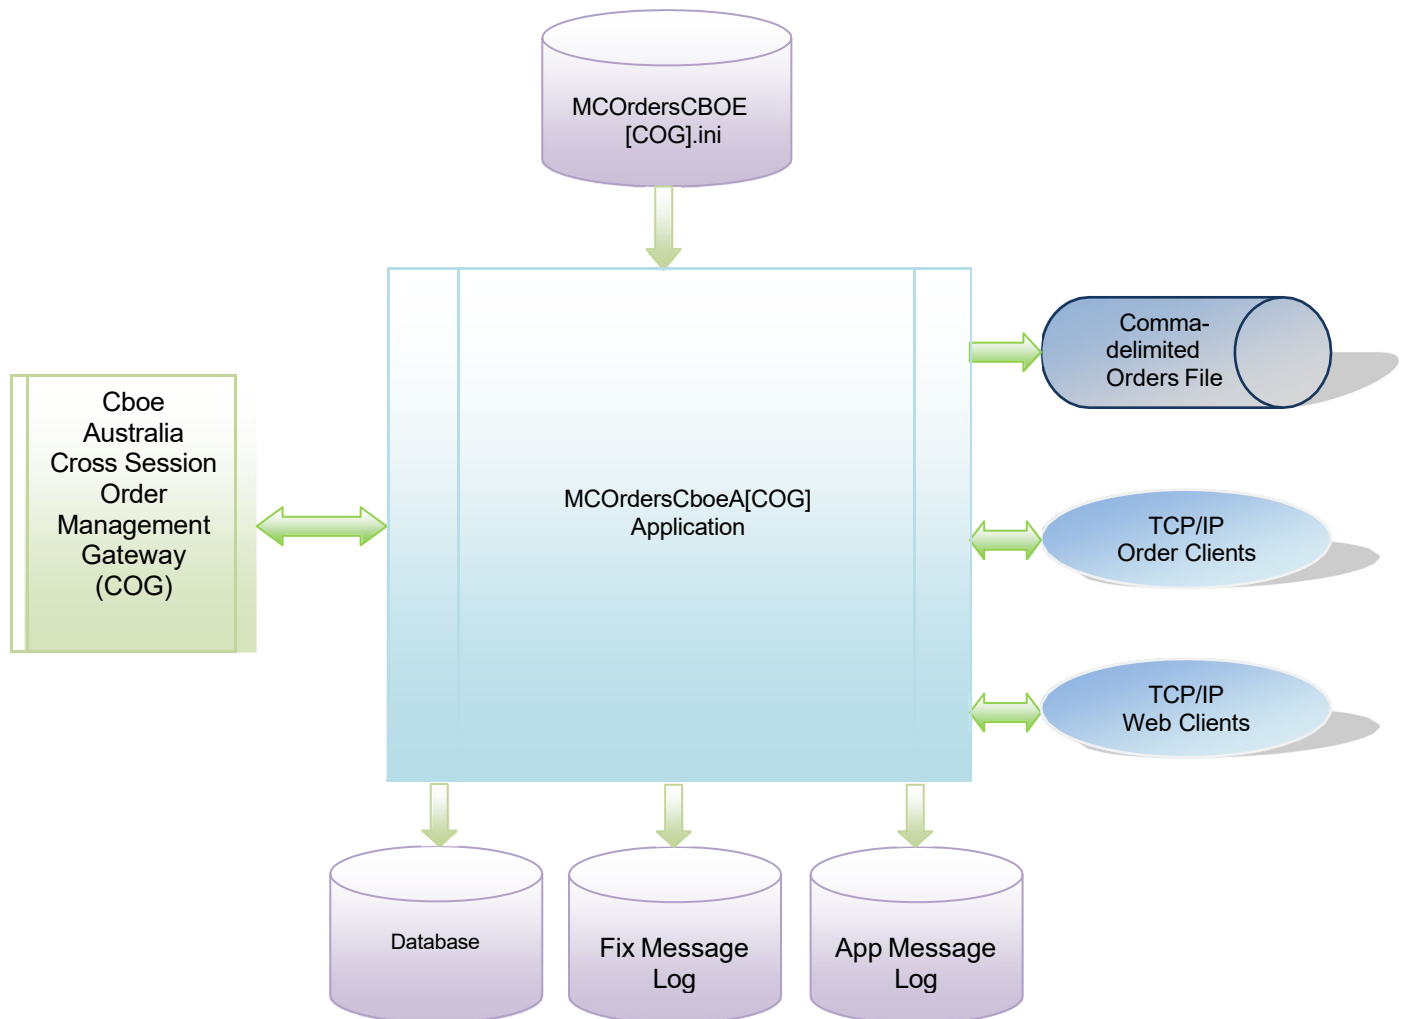 MCOrdersCBOE
[COG].ini
Comma-
delimited
Orders File
Cboe
Australia
Cross Session
Order
Management
Gateway
(COG)
MCOrdersCboeA[COG]
Application
TCP/IP
Order Clients
TCP/IP
Web Clients
Database
Fix Message
Log
App Message
Log